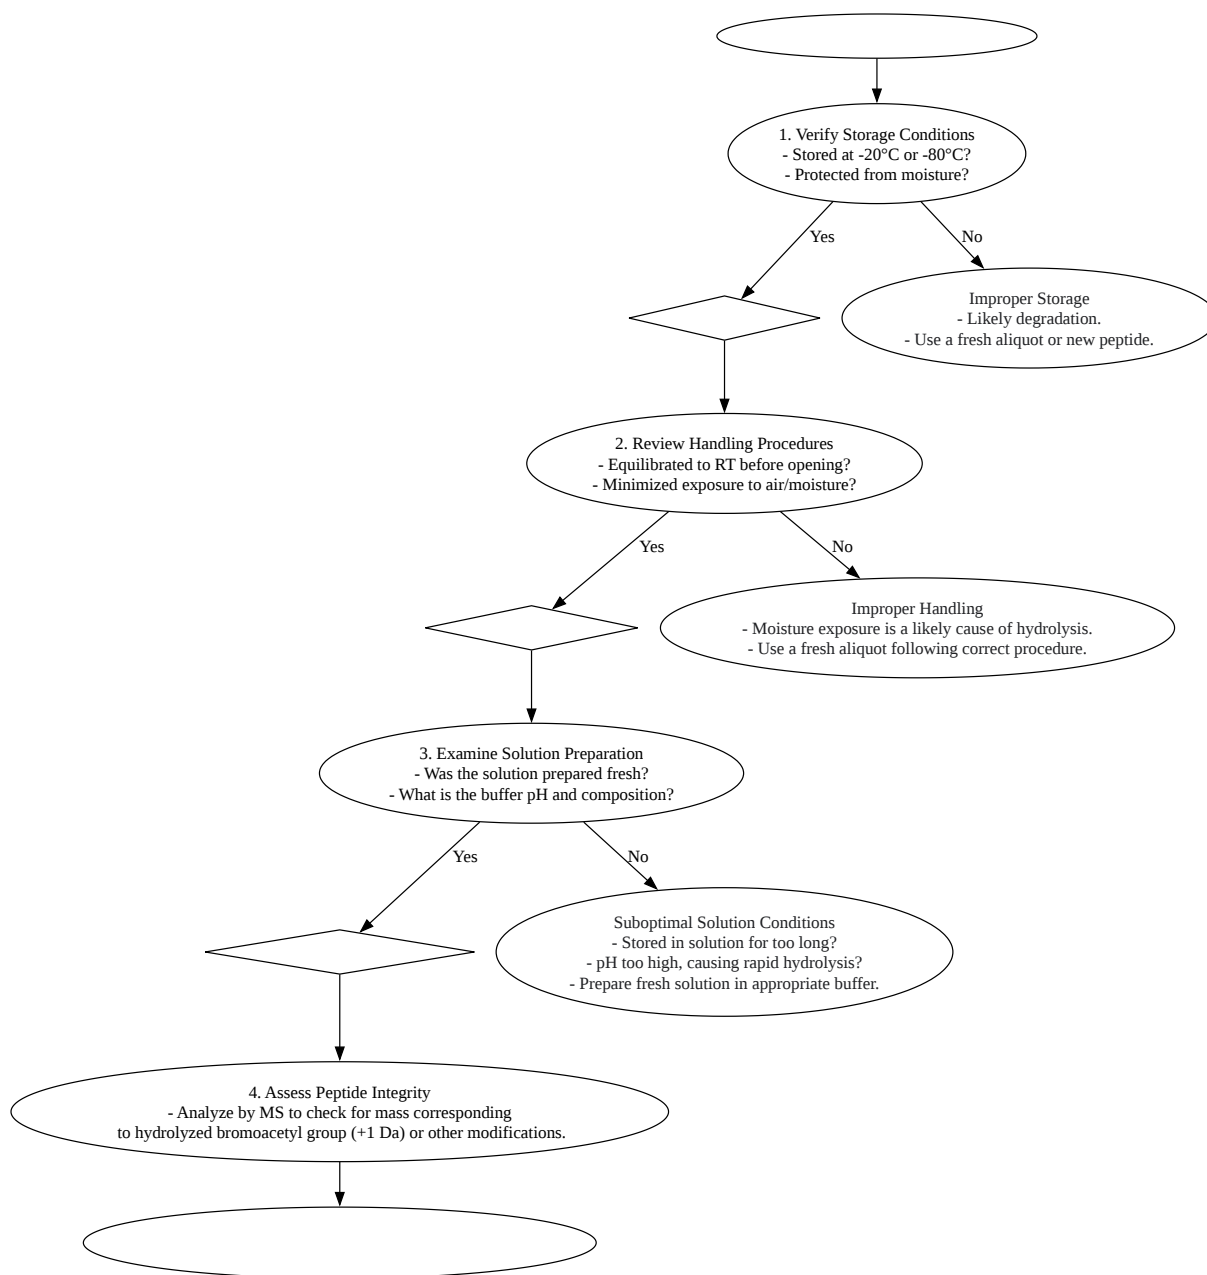 1. Verify Storage Conditions
- Stored at -20°C or -80°C?
- Protected from moisture?
Yes
No
Improper Storage
- Likely degradation.
- Use a fresh aliquot or new peptide.
2. Review Handling Procedures
- Equilibrated to RT before opening?
- Minimized exposure to air/moisture?
Yes
No
Improper Handling
- Moisture exposure is a likely cause of hydrolysis.
- Use a fresh aliquot following correct procedure.
3. Examine Solution Preparation
- Was the solution prepared fresh?
- What is the buffer pH and composition?
Yes
No
Suboptimal Solution Conditions
- Stored in solution for too long?
- pH too high, causing rapid hydrolysis?
- Prepare fresh solution in appropriate buffer.
4. Assess Peptide Integrity
- Analyze by MS to check for mass corresponding
to hydrolyzed bromoacetyl group (+1 Da) or other modifications.